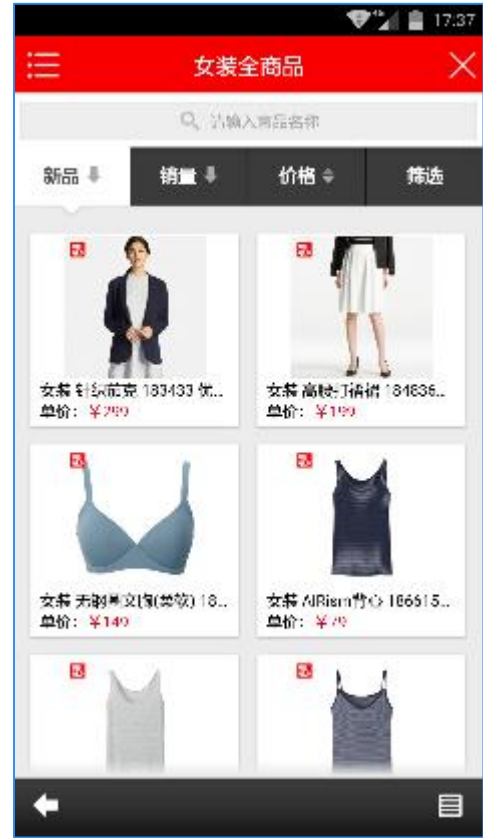 17:37
女装全商品
请输入商品名称
新品
销量
价格
筛选
女装 针织茄克 183433 优...
单价：￥299
女装 高腰打褶裙 184836...
单价：￥199
女装 无钢圈文胸(柔软) 18...
单价：￥149
女装 AIRism背心 186615...
单价：￥79